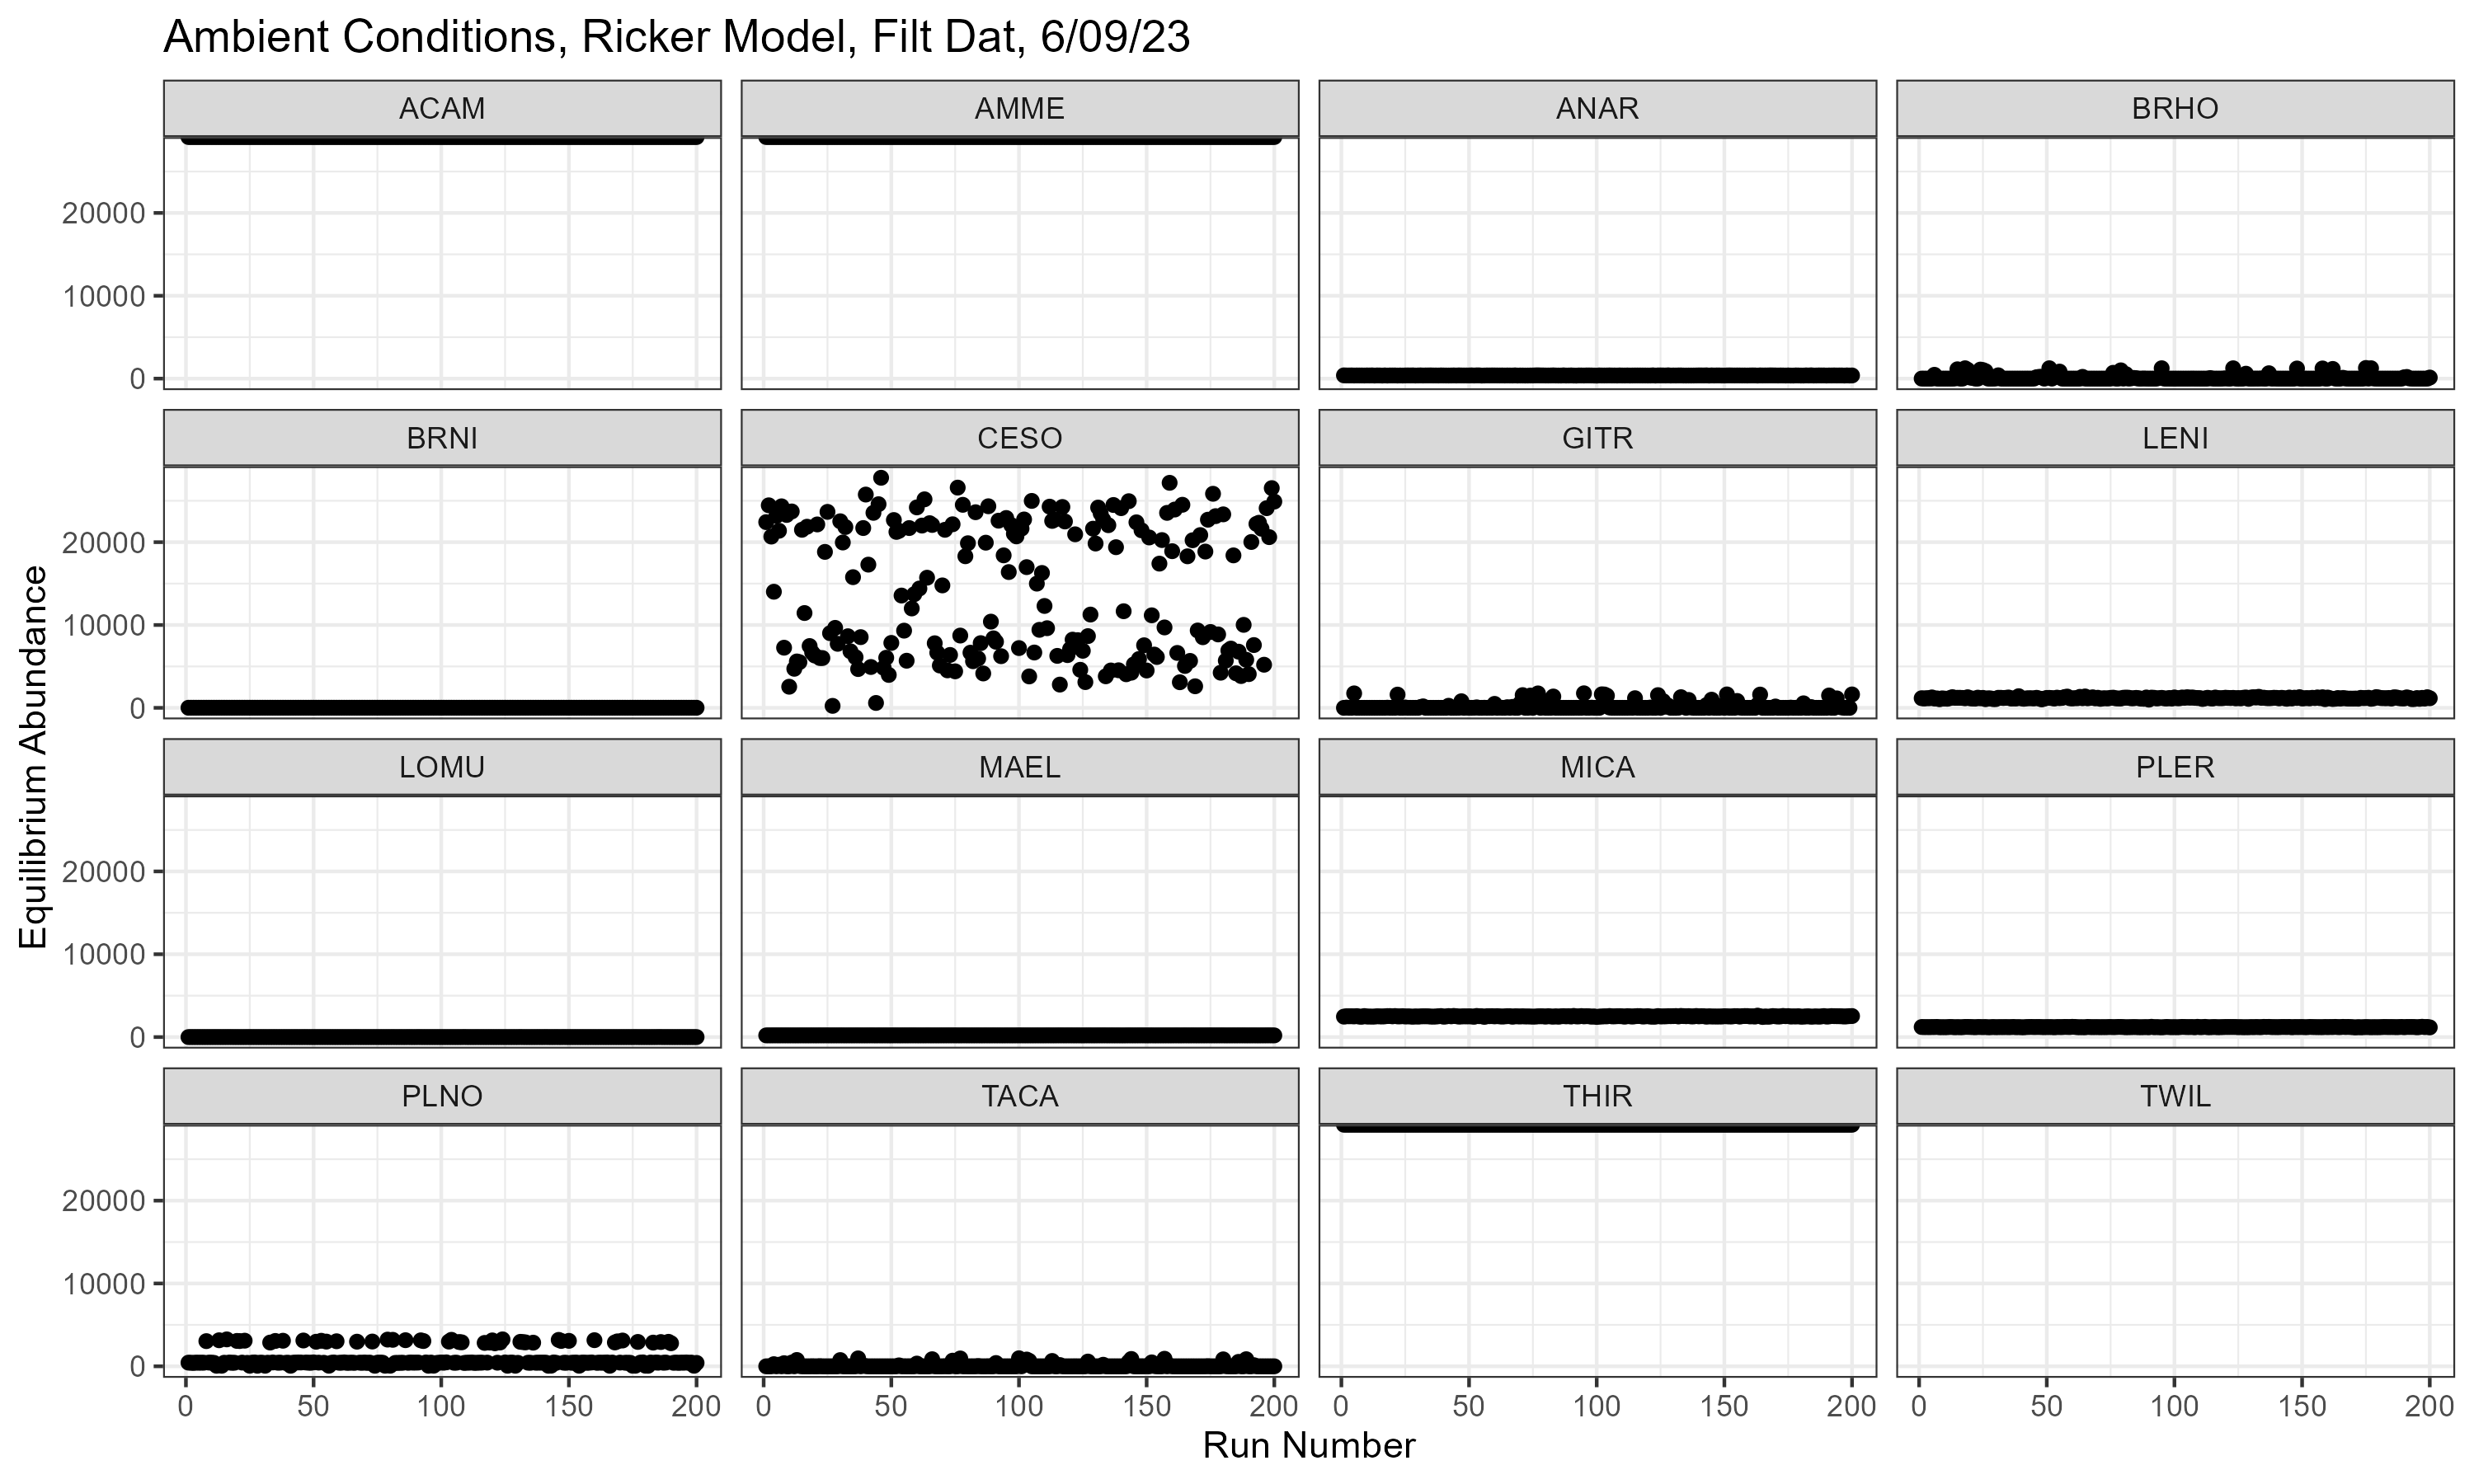 Ambient Conditions, Ricker Model, Filt Dat, 6/09/23
ACAM AMME ANAR BRHO
20000
10000
0
BRNI CESO GITR LENI
20000
10000
0
LOMU MAEL MICA PLER
20000
10000
0
PLNO TACA THIR TWIL
20000
10000
0
0 50 100 150 200 0 50 100 150 200 0 50 100 150 200 0 50 100 150 200
Run Number
Equilibrium Abundance